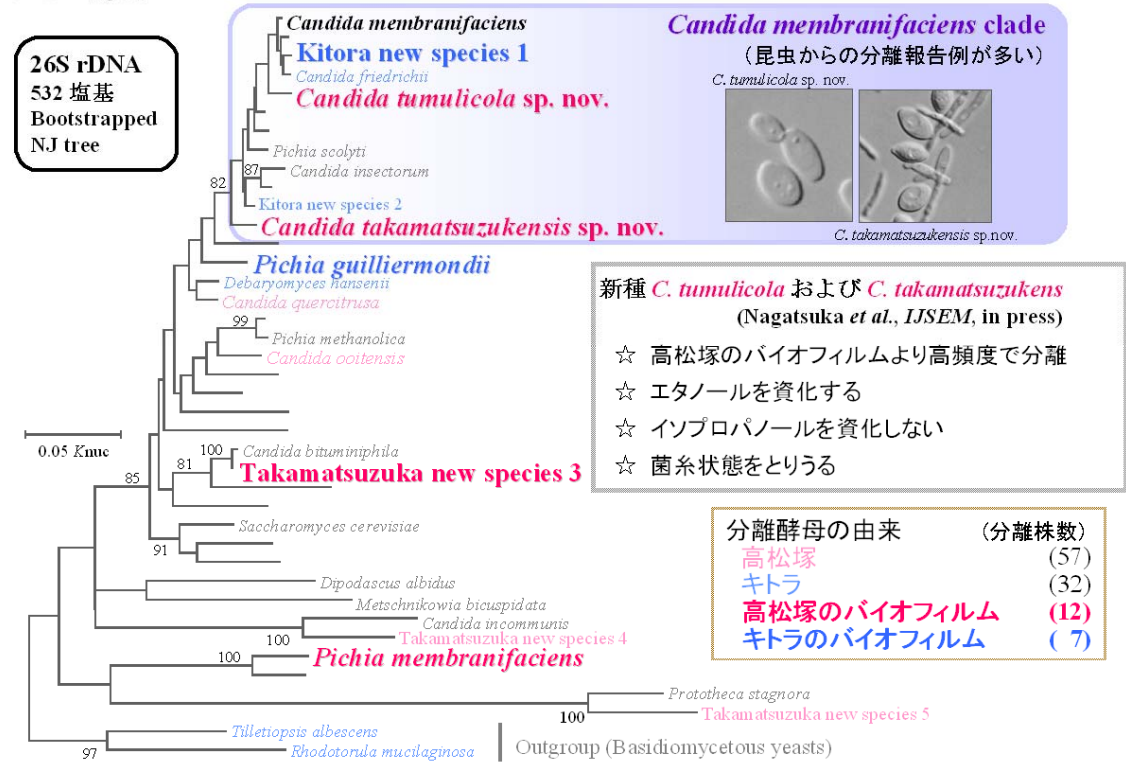 26S rDNA
532 塩基
Bootstrapped
NJ tree
Candida membranifaciens
Kitora new species 1
Candida friedrichii
Candida tumulicola sp. nov.
Pichia scolyti
87
Candida insectorum
82
Kitora new species 2
Candida takamatsuzukensis sp. nov.
Candida membranifaciens clade
(昆虫からの分離報告例が多い)
C. tumulicola sp. nov.
C. takamatsuzukensis sp.nov.
Pichia guilliermondii
Debaryomyces hansenii
Candida quercitrusa
99
Pichia methanolica
Candida ooitensis
0.05 Knuc
100
Candida bituminiphila
81
Takamatsuzuka new species 3
85
Saccharomyces cerevisiae
91
Dipodascus albidus
Metschnikowia bicuspidata
Candida incommunis
100
Takamatsuzuka new species 4
100
Pichia membranifaciens
Prototheca stagnora
100
Takamatsuzuka new species 5
Tilletiopsis albescens
97
Rhodotorula mucilaginosa
Outgroup (Basidiomycetous yeasts)
新種 C. tumulicola および C. takamatsuzukens
(Nagatsuka et al., IJSEM, in press)
☆ 高松塚のバイオフィルムより高頻度で分離
☆ エタノールを資化する
☆ イソプロパノールを資化しない
☆ 菌糸状態をとりうる
分離酵母の由来 (分離株数)
高松塚 (57)
キトラ (32)
高松塚のバイオフィルム (12)
キトラのバイオフィルム ( 7)